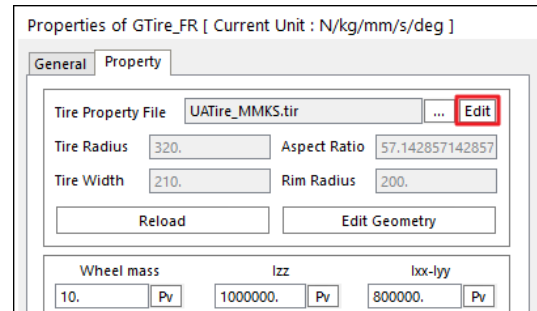 Properties of GTire_FR [ Current Unit : N/kg/mm/s/deg ]
General Property
Tire Property File UATire_MMKS.tir ... Edit
Tire Radius 320. Aspect Ratio 57.142857142857
Tire Width 210. Rim Radius 200.
Reload Edit Geometry
Wheel mass Izz Ixx-Iyy
10. Pv 1000000. Pv 800000. Pv